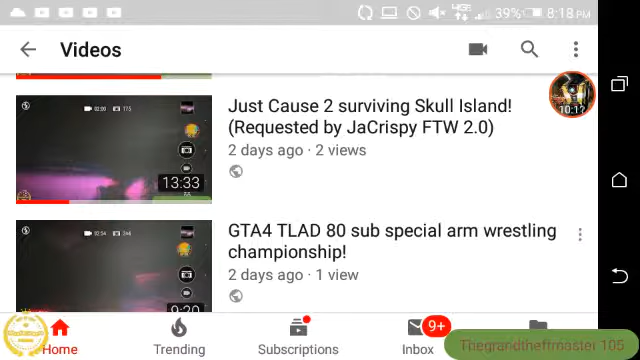 39% 8:18 PM
Videos
10:17
Just Cause 2 surviving Skull Island!
(Requested by JaCrispy FTW 2.0)
2 days ago · 2 views
13:33
GTA4 TLAD 80 sub special arm wrestling
championship!
2 days ago · 1 view
9:20
9+
Home
Trending
Subscriptions
Inbox
Thegrandtheftmaster 105